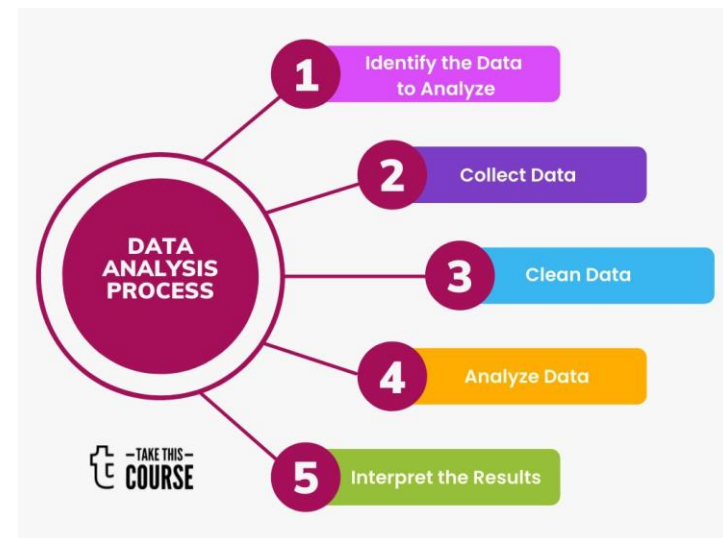 DATA
ANALYSIS
PROCESS
1
Identify the Data
to Analyze
2
Collect Data
3
Clean Data
4
Analyze Data
5
Interpret the Results
t
–TAKE THIS–
COURSE